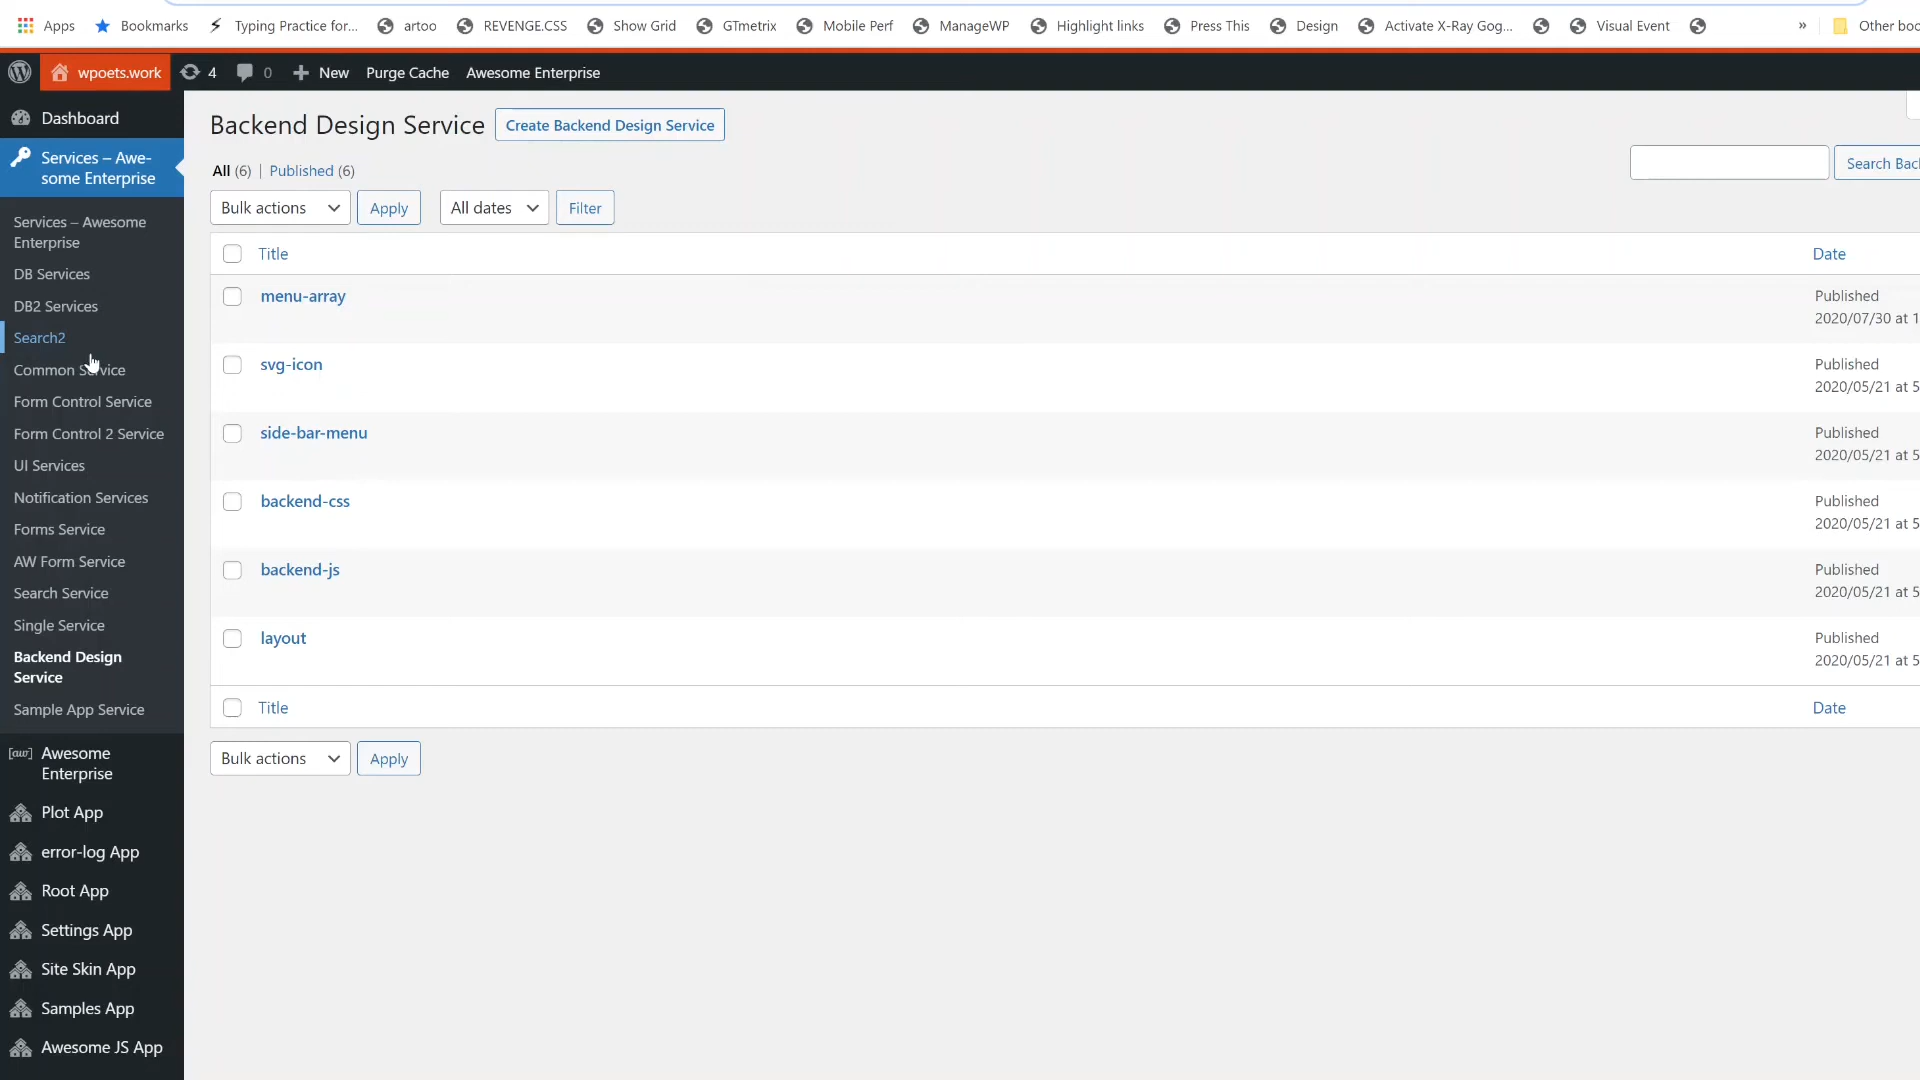 Apps Bookmarks Typing Practice for... artoo REVENGE.CSS Show Grid GTmetrix Mobile Perf ManageWP Highlight links Press This Design Activate X-Ray Gog... Visual Event » Other boo
wpoets.work 4 0 New Purge Cache Awesome Enterprise
Dashboard
Services – Awe-
some Enterprise
Services – Awesome
Enterprise
DB Services
DB2 Services
Search2
Common Service
Form Control Service
Form Control 2 Service
UI Services
Notification Services
Forms Service
AW Form Service
Search Service
Single Service
Backend Design
Service
Sample App Service
[aw] Awesome
Enterprise
Plot App
error-log App
Root App
Settings App
Site Skin App
Samples App
Awesome JS App
Backend Design Service Create Backend Design Service
All (6) | Published (6)
Search Bac
Bulk actions Apply All dates Filter
Title Date
menu-array Published
2020/07/30 at 1
svg-icon Published
2020/05/21 at 5
side-bar-menu Published
2020/05/21 at 5
backend-css Published
2020/05/21 at 5
backend-js Published
2020/05/21 at 5
layout Published
2020/05/21 at 5
Title Date
Bulk actions Apply